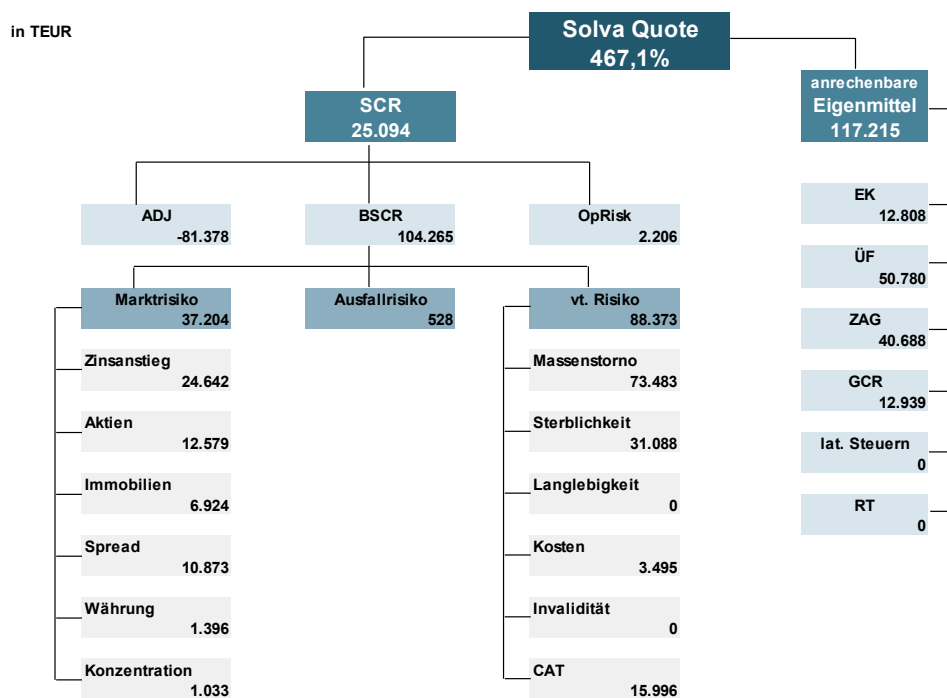 in TEUR
Solva Quote
467,1%
SCR
25.094
anrechenbare
Eigenmittel
117.215
ADJ
-81.378
BSCR
104.265
OpRisk
2.206
EK
12.808
ÜF
50.780
ZAG
40.688
GCR
12.939
lat. Steuern
0
RT
0
Marktrisiko
37.204
Ausfallrisiko
528
vt. Risiko
88.373
Zinsanstieg
24.642
Aktien
12.579
Immobilien
6.924
Spread
10.873
Währung
1.396
Konzentration
1.033
Massenstorno
73.483
Sterblichkeit
31.088
Langlebigkeit
0
Kosten
3.495
Invalidität
0
CAT
15.996